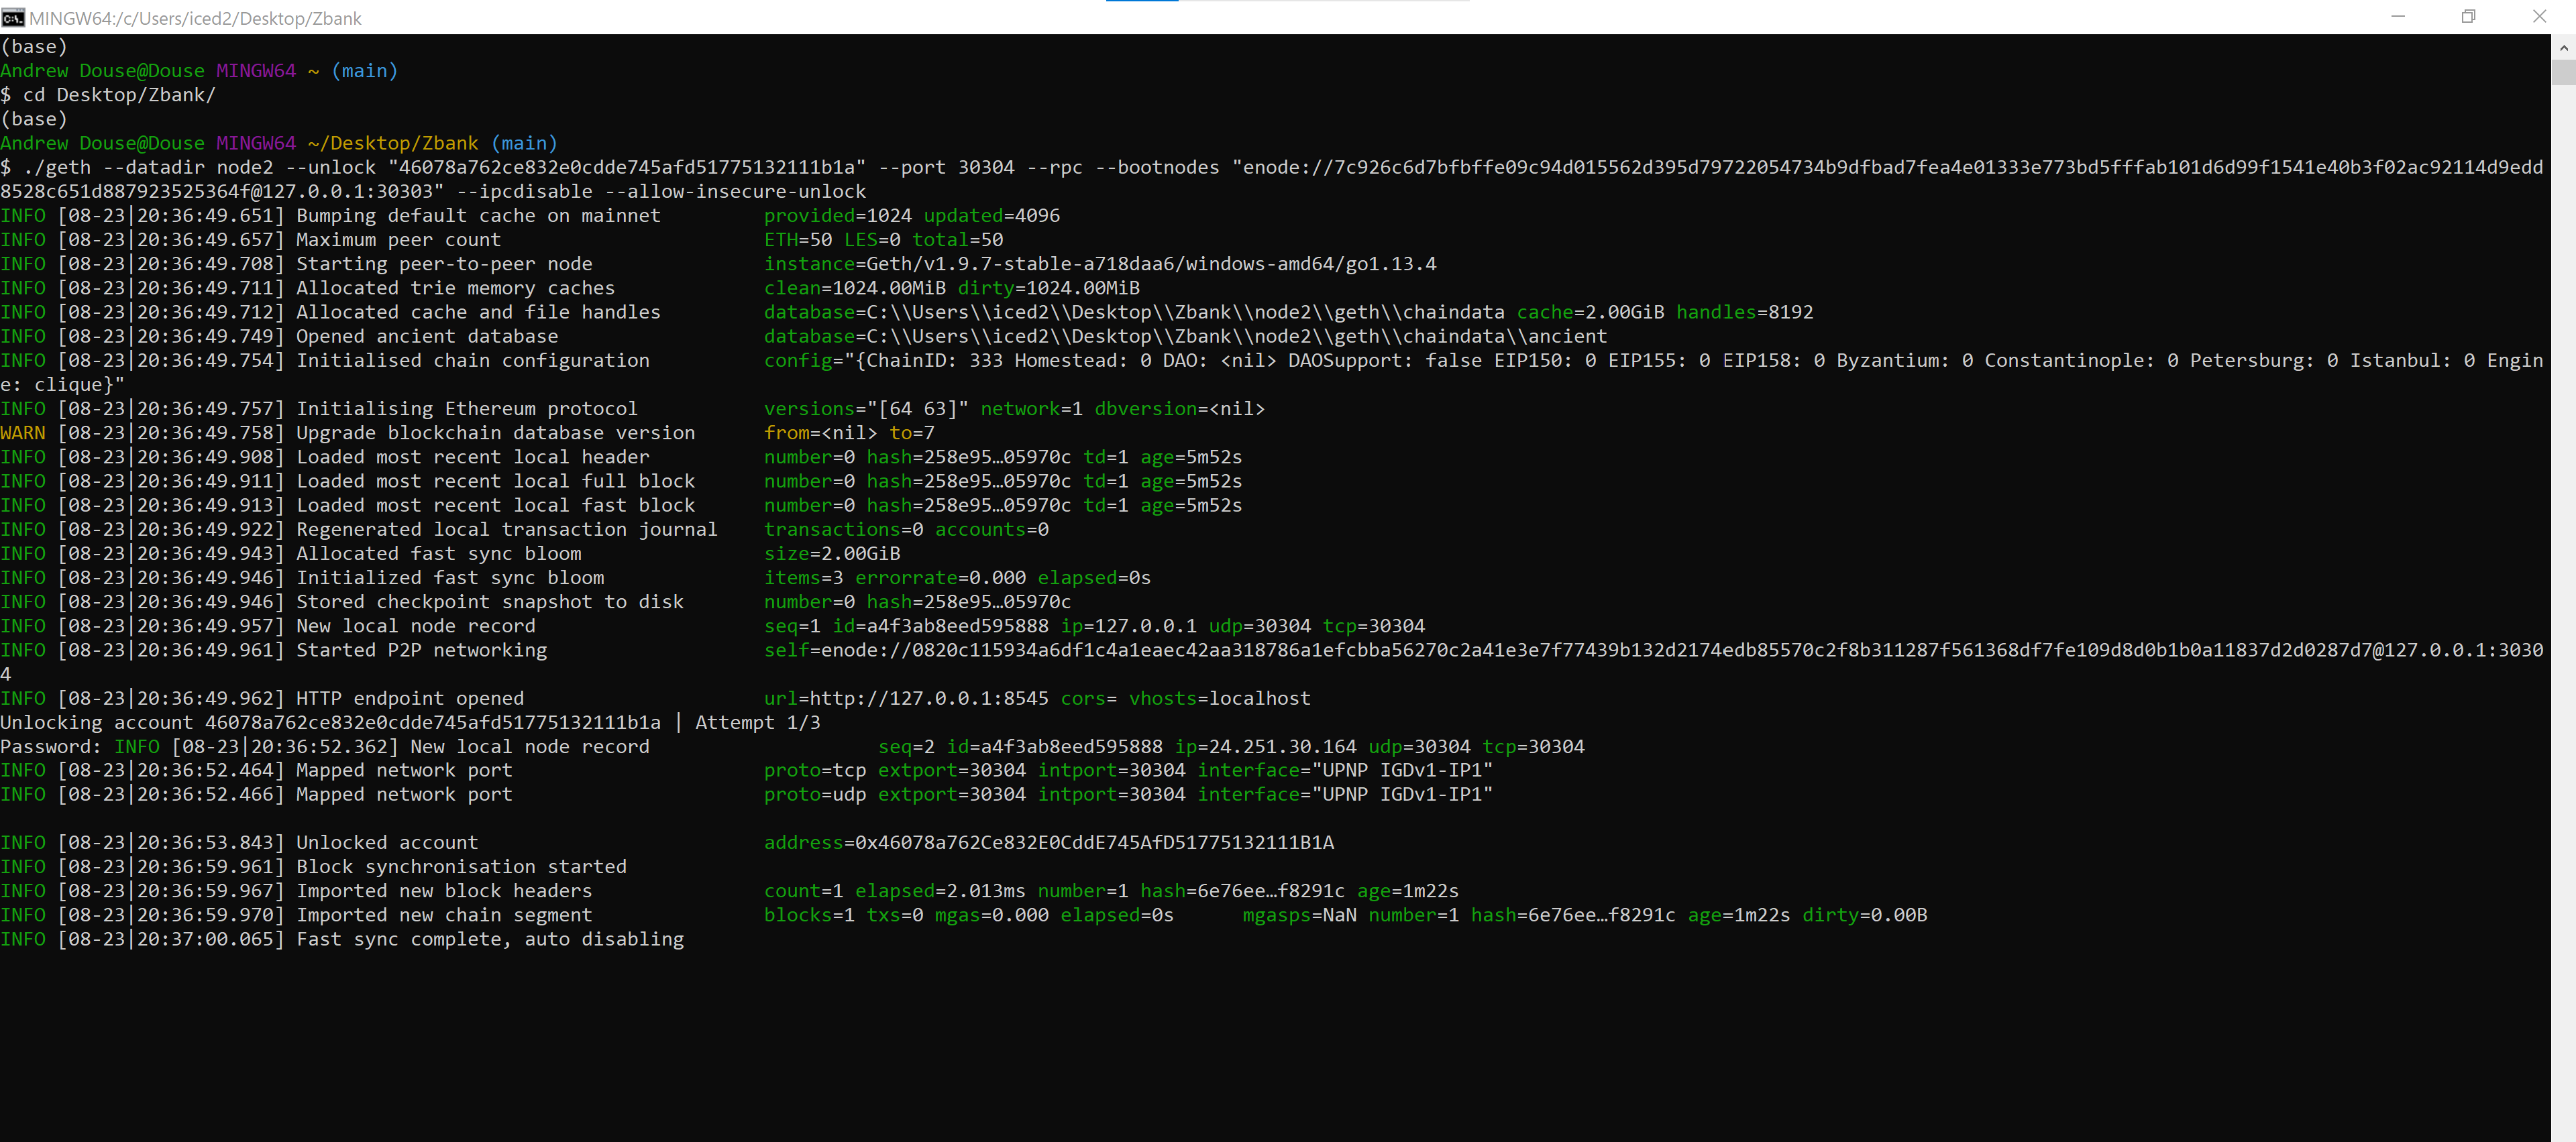 MINGW64:/c/Users/iced2/Desktop/Zbank
(base)
Andrew Douse@Douse MINGW64 ~ (main)
$ cd Desktop/Zbank/
(base)
Andrew Douse@Douse MINGW64 ~/Desktop/Zbank (main)
$ ./geth --datadir node2 --unlock "46078a762ce832e0cdde745afd51775132111b1a" --port 30304 --rpc --bootnodes "enode://7c926c6d7bfbffe09c94d015562d395d79722054734b9dfbad7fea4e01333e773bd5fffab101d6d99f1541e40b3f02ac92114d9edd
8528c651d887923525364f@127.0.0.1:30303" --ipcdisable --allow-insecure-unlock
INFO [08-23|20:36:49.651] Bumping default cache on mainnet         provided=1024 updated=4096
INFO [08-23|20:36:49.657] Maximum peer count                       ETH=50 LES=0 total=50
INFO [08-23|20:36:49.708] Starting peer-to-peer node               instance=Geth/v1.9.7-stable-a718daa6/windows-amd64/go1.13.4
INFO [08-23|20:36:49.711] Allocated trie memory caches             clean=1024.00MiB dirty=1024.00MiB
INFO [08-23|20:36:49.712] Allocated cache and file handles         database=C:\\Users\\iced2\\Desktop\\Zbank\\node2\\geth\\chaindata cache=2.00GiB handles=8192
INFO [08-23|20:36:49.749] Opened ancient database                  database=C:\\Users\\iced2\\Desktop\\Zbank\\node2\\geth\\chaindata\\ancient
INFO [08-23|20:36:49.754] Initialised chain configuration          config="{ChainID: 333 Homestead: 0 DAO: <nil> DAOSupport: false EIP150: 0 EIP155: 0 EIP158: 0 Byzantium: 0 Constantinople: 0 Petersburg: 0 Istanbul: 0 Engin
e: clique}"
INFO [08-23|20:36:49.757] Initialising Ethereum protocol           versions="[64 63]" network=1 dbversion=<nil>
WARN [08-23|20:36:49.758] Upgrade blockchain database version      from=<nil> to=7
INFO [08-23|20:36:49.908] Loaded most recent local header          number=0 hash=258e95…05970c td=1 age=5m52s
INFO [08-23|20:36:49.911] Loaded most recent local full block      number=0 hash=258e95…05970c td=1 age=5m52s
INFO [08-23|20:36:49.913] Loaded most recent local fast block      number=0 hash=258e95…05970c td=1 age=5m52s
INFO [08-23|20:36:49.922] Regenerated local transaction journal    transactions=0 accounts=0
INFO [08-23|20:36:49.943] Allocated fast sync bloom                size=2.00GiB
INFO [08-23|20:36:49.946] Initialized fast sync bloom              items=3 errorrate=0.000 elapsed=0s
INFO [08-23|20:36:49.946] Stored checkpoint snapshot to disk       number=0 hash=258e95…05970c
INFO [08-23|20:36:49.957] New local node record                    seq=1 id=a4f3ab8eed595888 ip=127.0.0.1 udp=30304 tcp=30304
INFO [08-23|20:36:49.961] Started P2P networking                   self=enode://0820c115934a6df1c4a1eaec42aa318786a1efcbba56270c2a41e3e7f77439b132d2174edb85570c2f8b311287f561368df7fe109d8d0b1b0a11837d2d0287d7@127.0.0.1:3030
4
INFO [08-23|20:36:49.962] HTTP endpoint opened                     url=http://127.0.0.1:8545 cors= vhosts=localhost
Unlocking account 46078a762ce832e0cdde745afd51775132111b1a | Attempt 1/3
Password: INFO [08-23|20:36:52.362] New local node record                    seq=2 id=a4f3ab8eed595888 ip=24.251.30.164 udp=30304 tcp=30304
INFO [08-23|20:36:52.464] Mapped network port                      proto=tcp extport=30304 intport=30304 interface="UPNP IGDv1-IP1"
INFO [08-23|20:36:52.466] Mapped network port                      proto=udp extport=30304 intport=30304 interface="UPNP IGDv1-IP1"
INFO [08-23|20:36:53.843] Unlocked account                         address=0x46078a762Ce832E0CddE745AfD51775132111B1A
INFO [08-23|20:36:59.961] Block synchronisation started
INFO [08-23|20:36:59.967] Imported new block headers               count=1 elapsed=2.013ms number=1 hash=6e76ee…f8291c age=1m22s
INFO [08-23|20:36:59.970] Imported new chain segment               blocks=1 txs=0 mgas=0.000 elapsed=0s      mgasps=NaN number=1 hash=6e76ee…f8291c age=1m22s dirty=0.00B
INFO [08-23|20:37:00.065] Fast sync complete, auto disabling